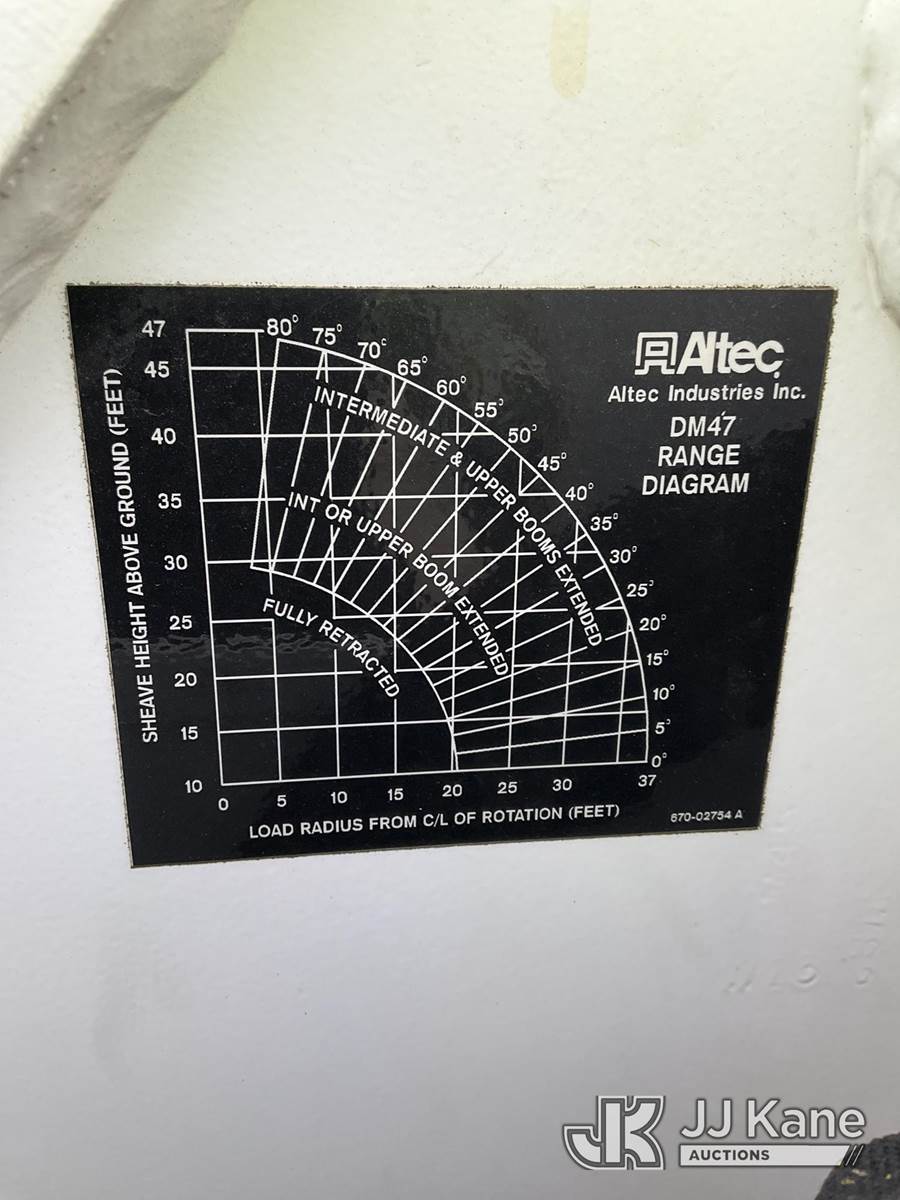 Altec
Altec Industries Inc.
DM47
RANGE
DIAGRAM
SHEAVE HEIGHT ABOVE GROUND (FEET)
47
45
40
35
30
25
20
15
10
80°
75°
70°
65°
60°
55°
50°
45°
40°
35°
30°
25°
20°
15°
10°
5°
0°
INTERMEDIATE & UPPER BOOMS EXTENDED
INT OR UPPER BOOM EXTENDED
FULLY RETRACTED
0 5 10 15 20 25 30 37
LOAD RADIUS FROM C/L OF ROTATION (FEET)
670-02754 A
JK JJ Kane
AUCTIONS